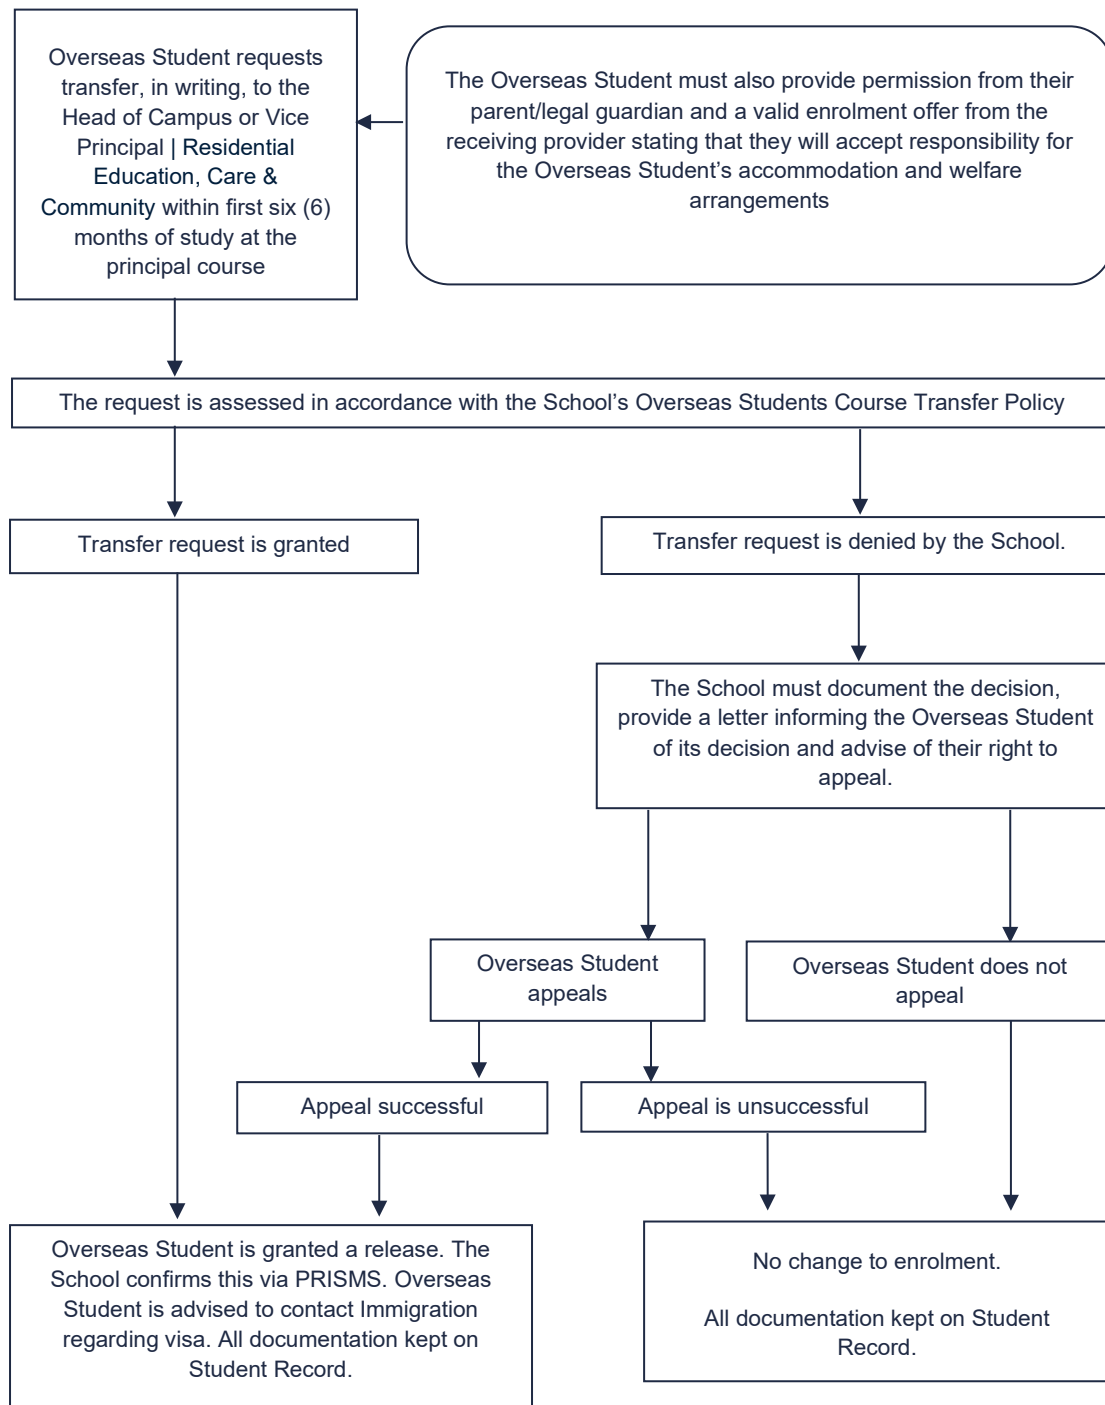 Overseas Student requests
transfer, in writing, to the
Head of Campus or Vice
Principal | Residential
Education, Care &
Community within first six (6)
months of study at the
principal course
The Overseas Student must also provide permission from their
parent/legal guardian and a valid enrolment offer from the
receiving provider stating that they will accept responsibility for
the Overseas Student’s accommodation and welfare
arrangements
The request is assessed in accordance with the School’s Overseas Students Course Transfer Policy
Transfer request is granted
Transfer request is denied by the School.
The School must document the decision,
provide a letter informing the Overseas Student
of its decision and advise of their right to
appeal.
Overseas Student
appeals
Overseas Student does not
appeal
Appeal successful
Appeal is unsuccessful
Overseas Student is granted a release. The
School confirms this via PRISMS. Overseas
Student is advised to contact Immigration
regarding visa. All documentation kept on
Student Record.
No change to enrolment.
All documentation kept on Student
Record.